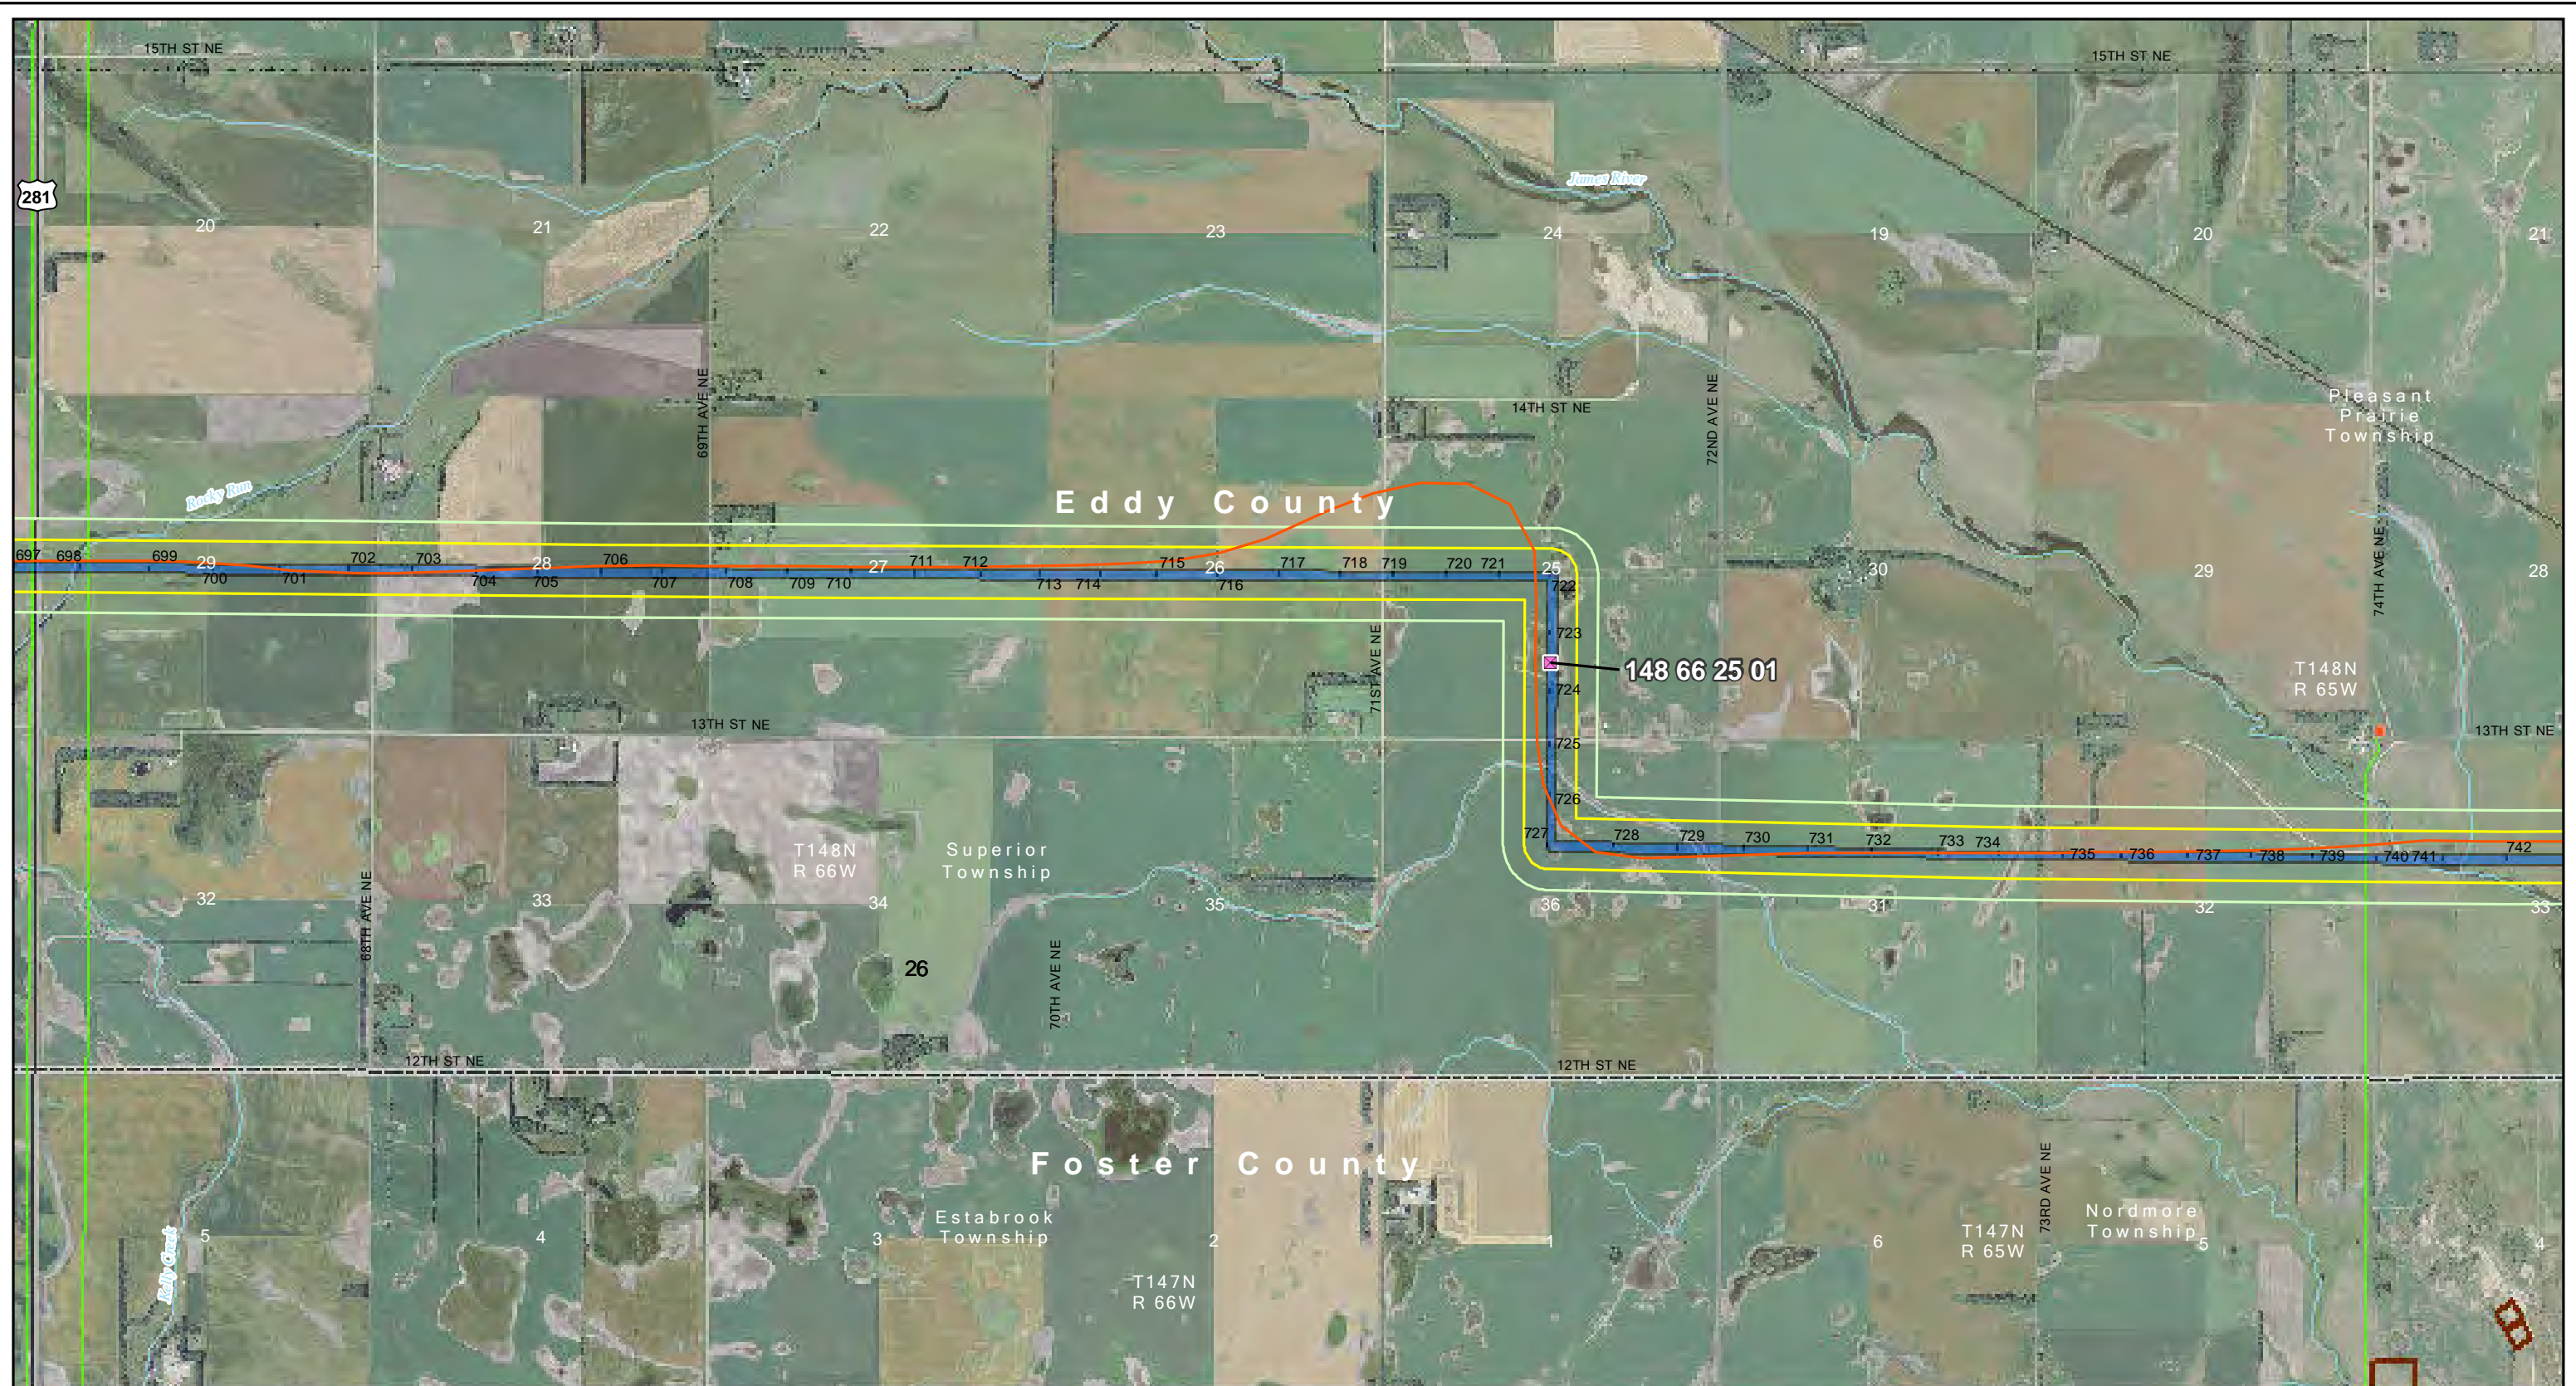 15TH ST NE
15TH ST NE
281
James River
20
21
22
23
24
19
20
21
69TH AVE NE
72ND AVE NE
14TH ST NE
Pleasant
Prairie
Township
Rocky Run
Eddy County
74TH AVE NE
697
698
699
29
700
701
702
703
704
28
705
706
707
708
709
710
27
711
712
713
714
715
26
716
717
718
719
720
721
25
722
30
29
28
723
148 66 25 01
724
71ST AVE NE
T148N
R 65W
13TH ST NE
13TH ST NE
725
726
727
728
729
730
731
732
733
734
735
736
737
738
739
740
741
742
T148N
R 66W
Superior
Township
68TH AVE NE
32
33
34
35
36
31
32
33
26
70TH AVE NE
12TH ST NE
12TH ST NE
Foster County
73RD AVE NE
Estabrook
Township
Nordmore
Township
Kelly Creek
5
4
3
2
1
6
T147N
R 65W
5
4
T147N
R 66W